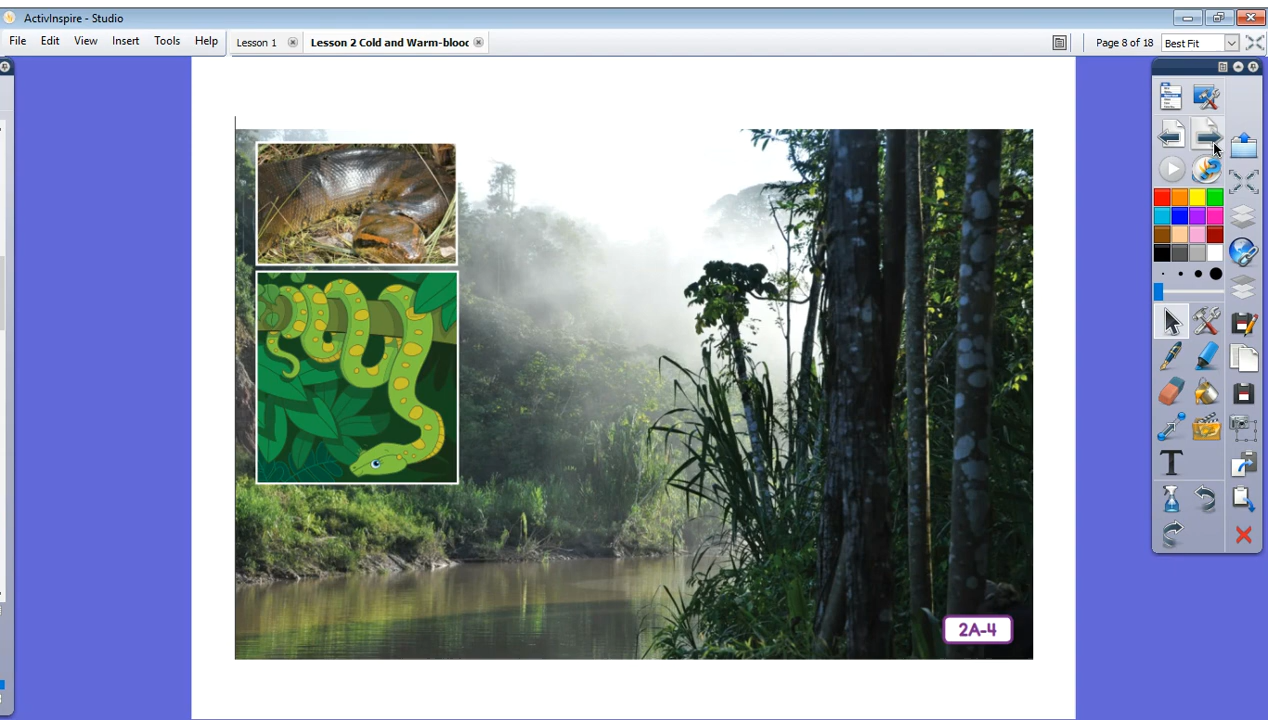 ActivInspire - Studio
File Edit View Insert Tools Help
Lesson 1
Lesson 2 Cold and Warm-blooc
Page 8 of 18
Best Fit
T
2A-4